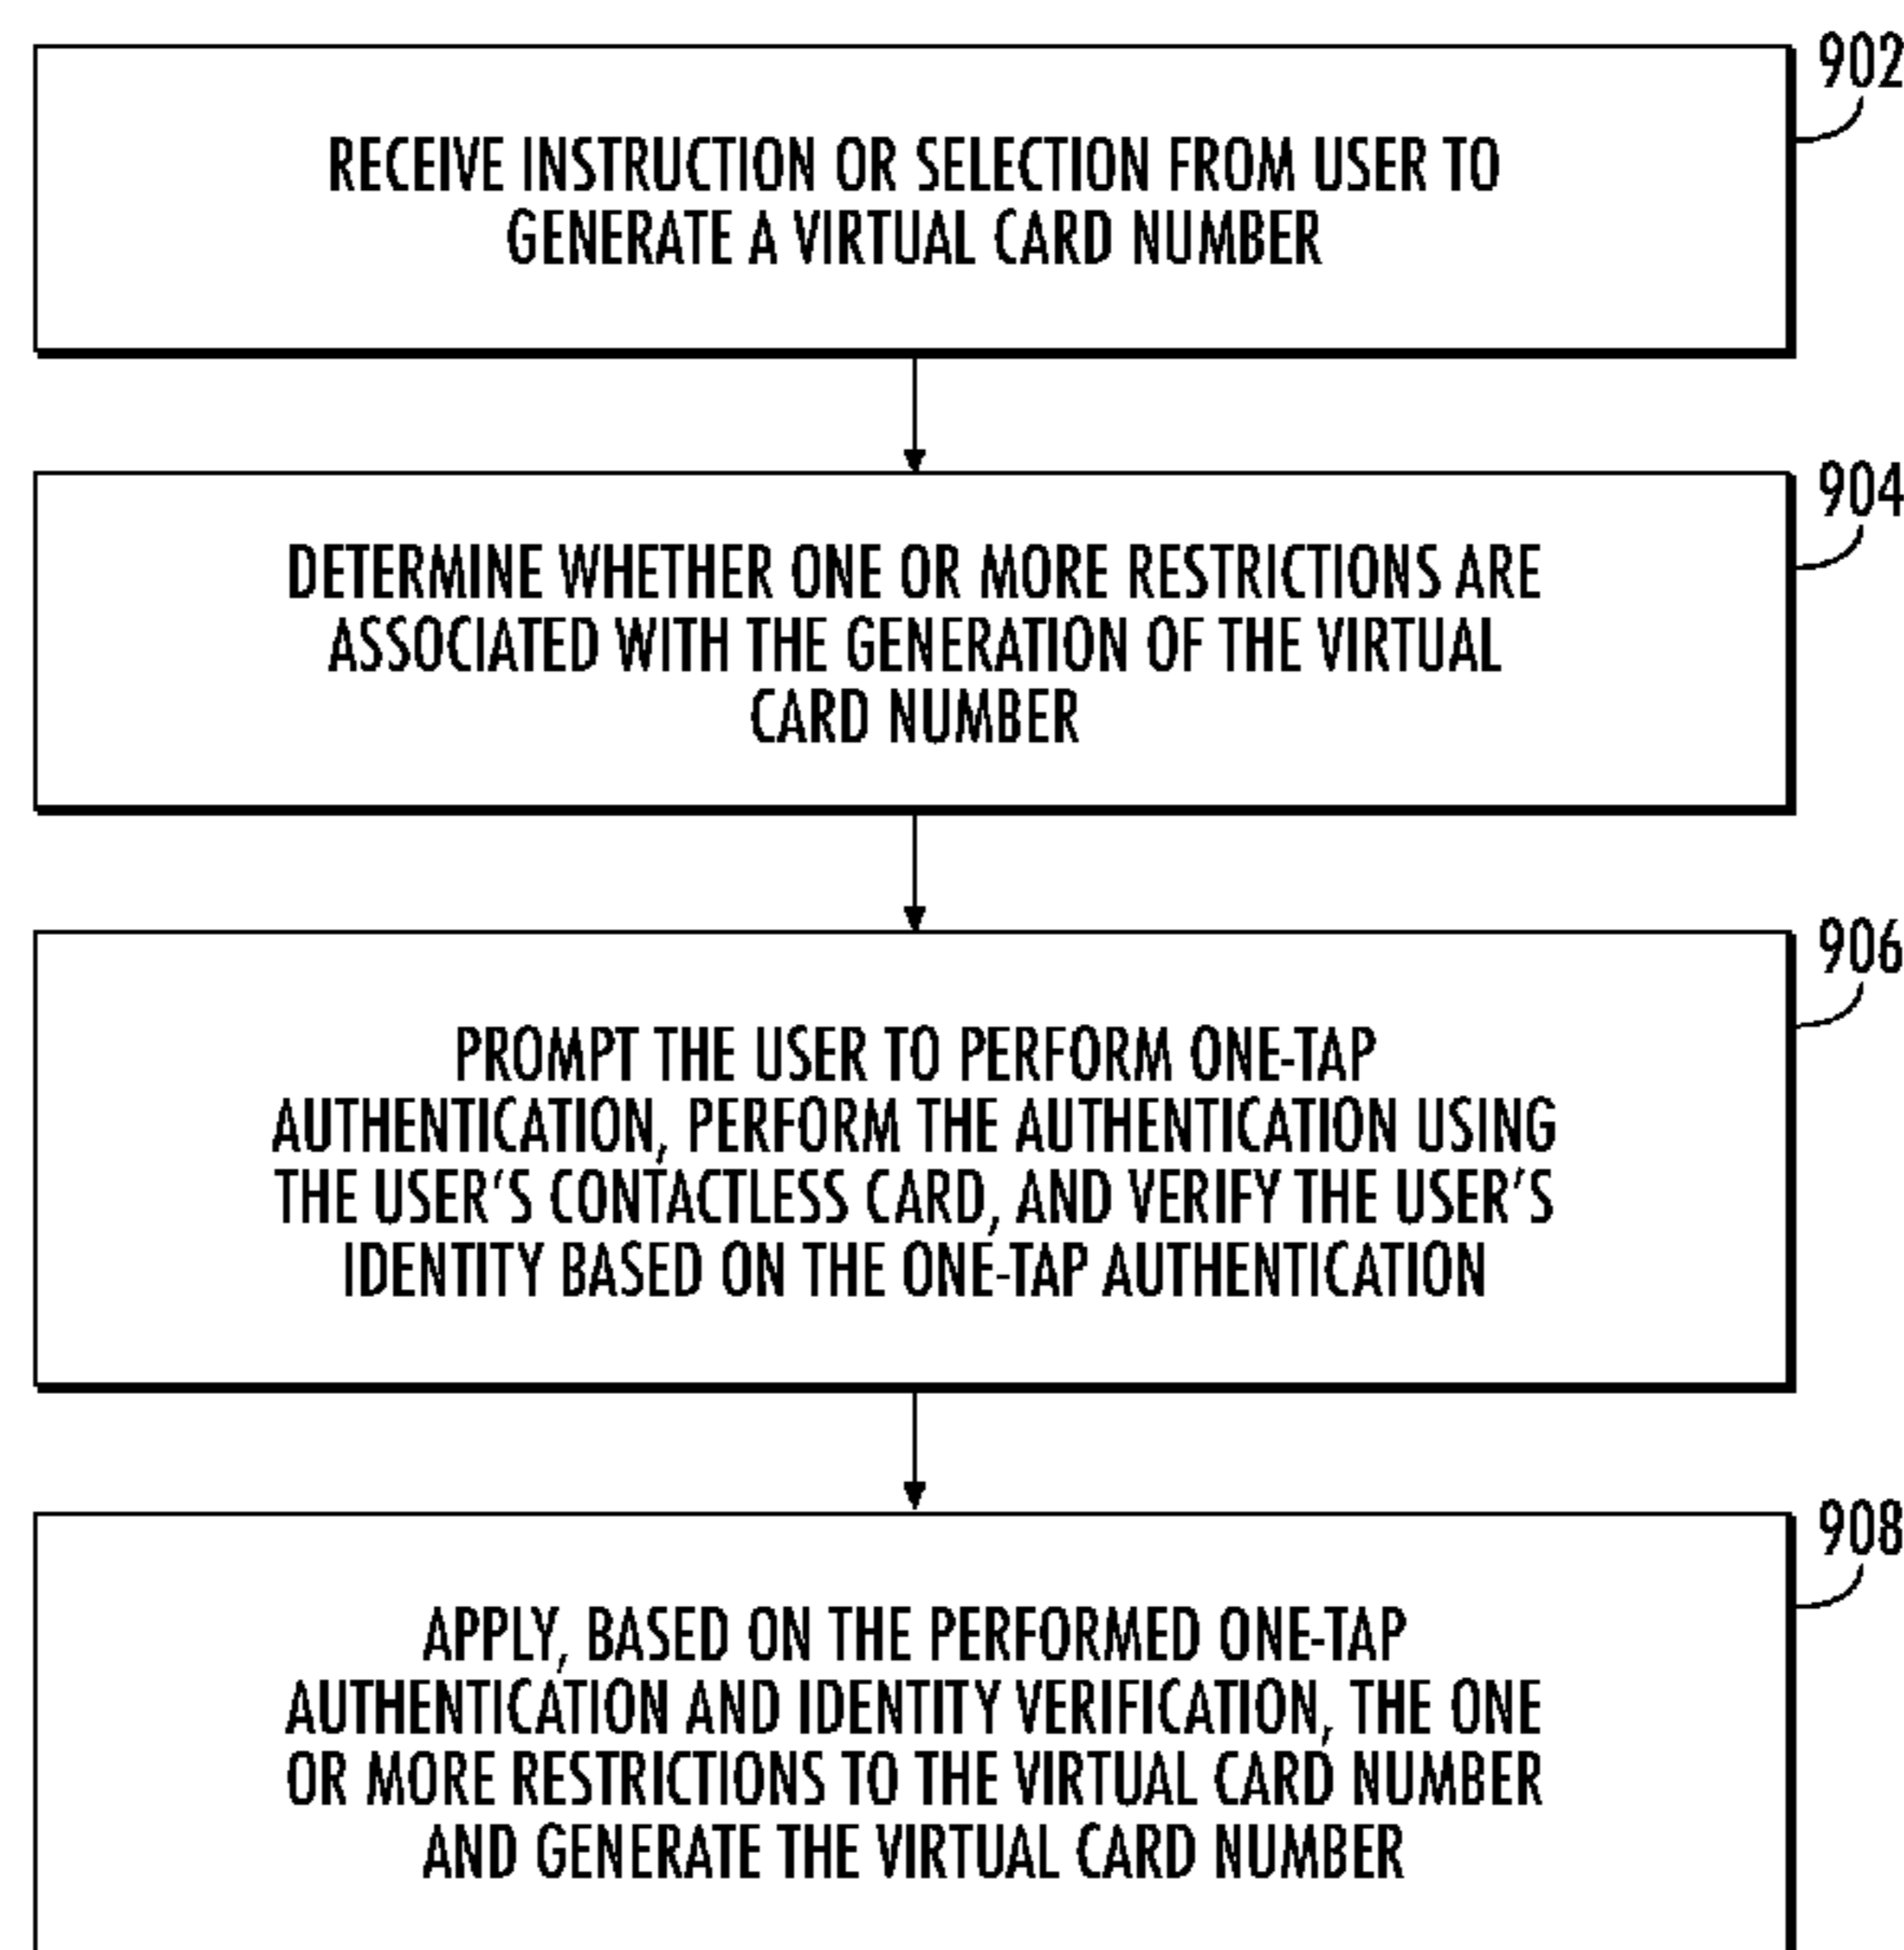 902
RECEIVE INSTRUCTION OR SELECTION FROM USER TO
GENERATE A VIRTUAL CARD NUMBER
904
DETERMINE WHETHER ONE OR MORE RESTRICTIONS ARE
ASSOCIATED WITH THE GENERATION OF THE VIRTUAL
CARD NUMBER
906
PROMPT THE USER TO PERFORM ONE-TAP
AUTHENTICATION, PERFORM THE AUTHENTICATION USING
THE USER'S CONTACTLESS CARD, AND VERIFY THE USER'S
IDENTITY BASED ON THE ONE-TAP AUTHENTICATION
908
APPLY, BASED ON THE PERFORMED ONE-TAP
AUTHENTICATION AND IDENTITY VERIFICATION, THE ONE
OR MORE RESTRICTIONS TO THE VIRTUAL CARD NUMBER
AND GENERATE THE VIRTUAL CARD NUMBER